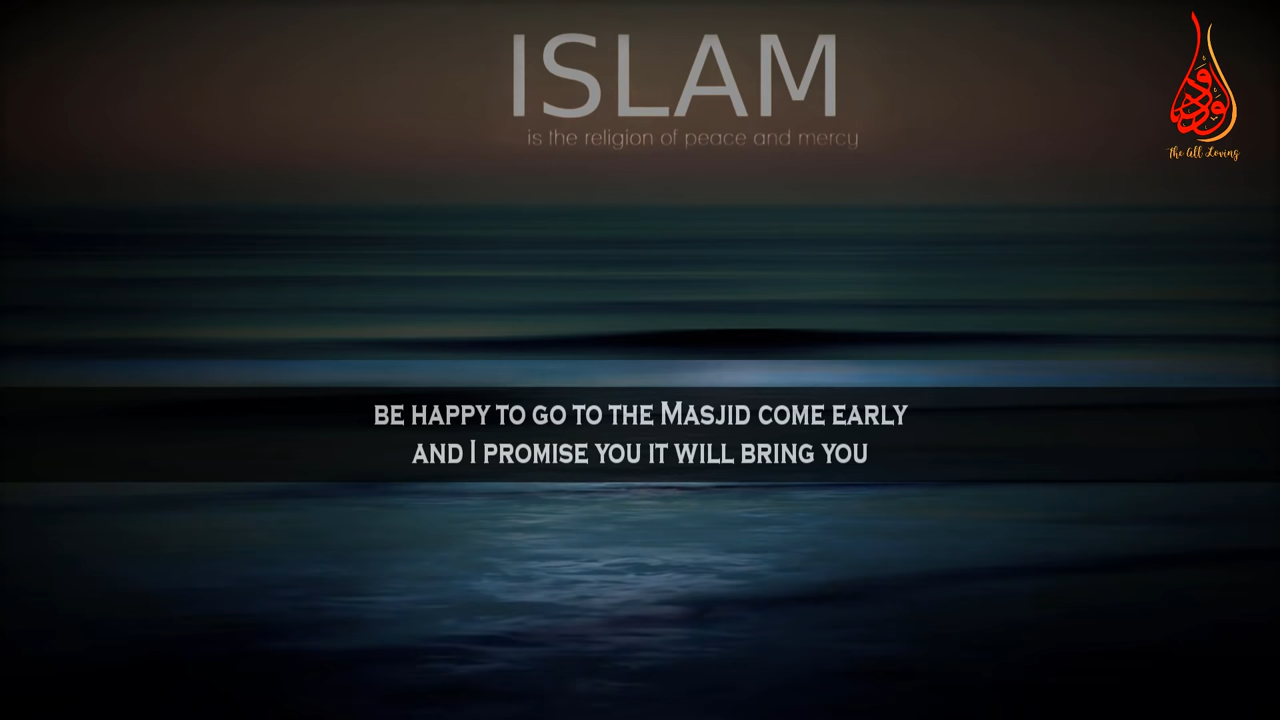 ISLAM
is the religion of peace and mercy
الودود
The All Loving
BE HAPPY TO GO TO THE MASJID COME EARLY
AND I PROMISE YOU IT WILL BRING YOU